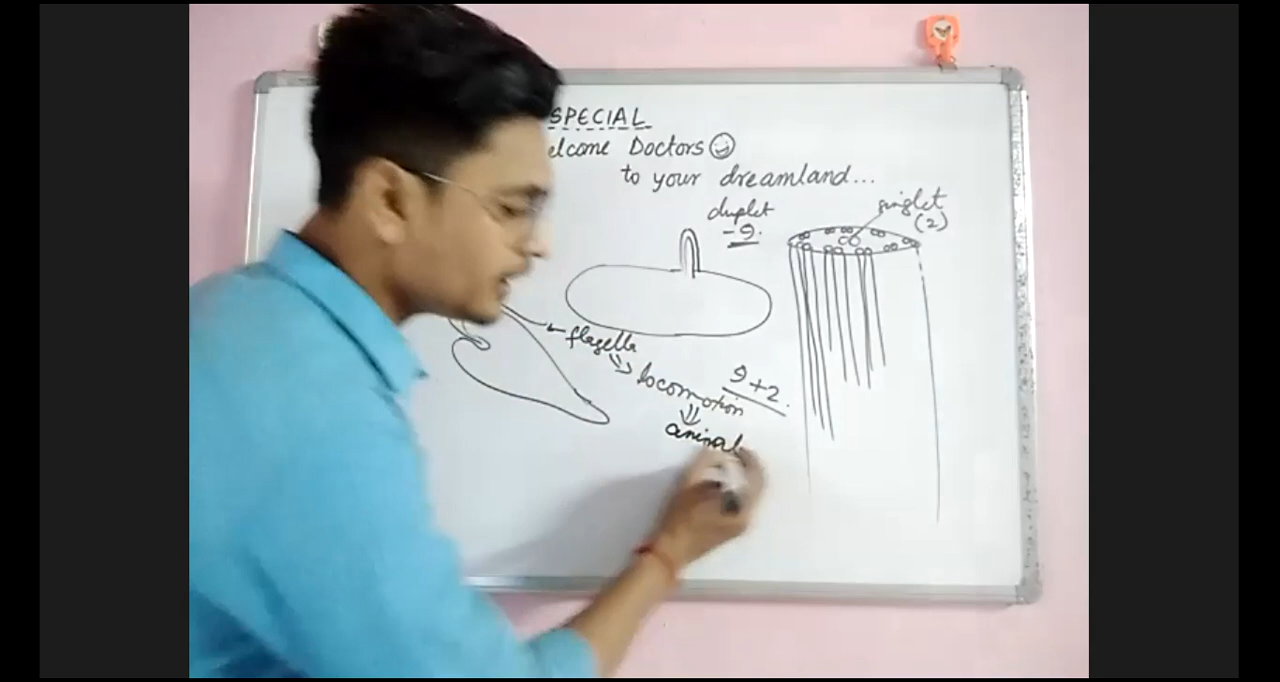 SPECIAL
elcome Doctors
to your dreamland...
duplet
-9.
singlet
(2)
flagella
locomotion
9+2.
animal